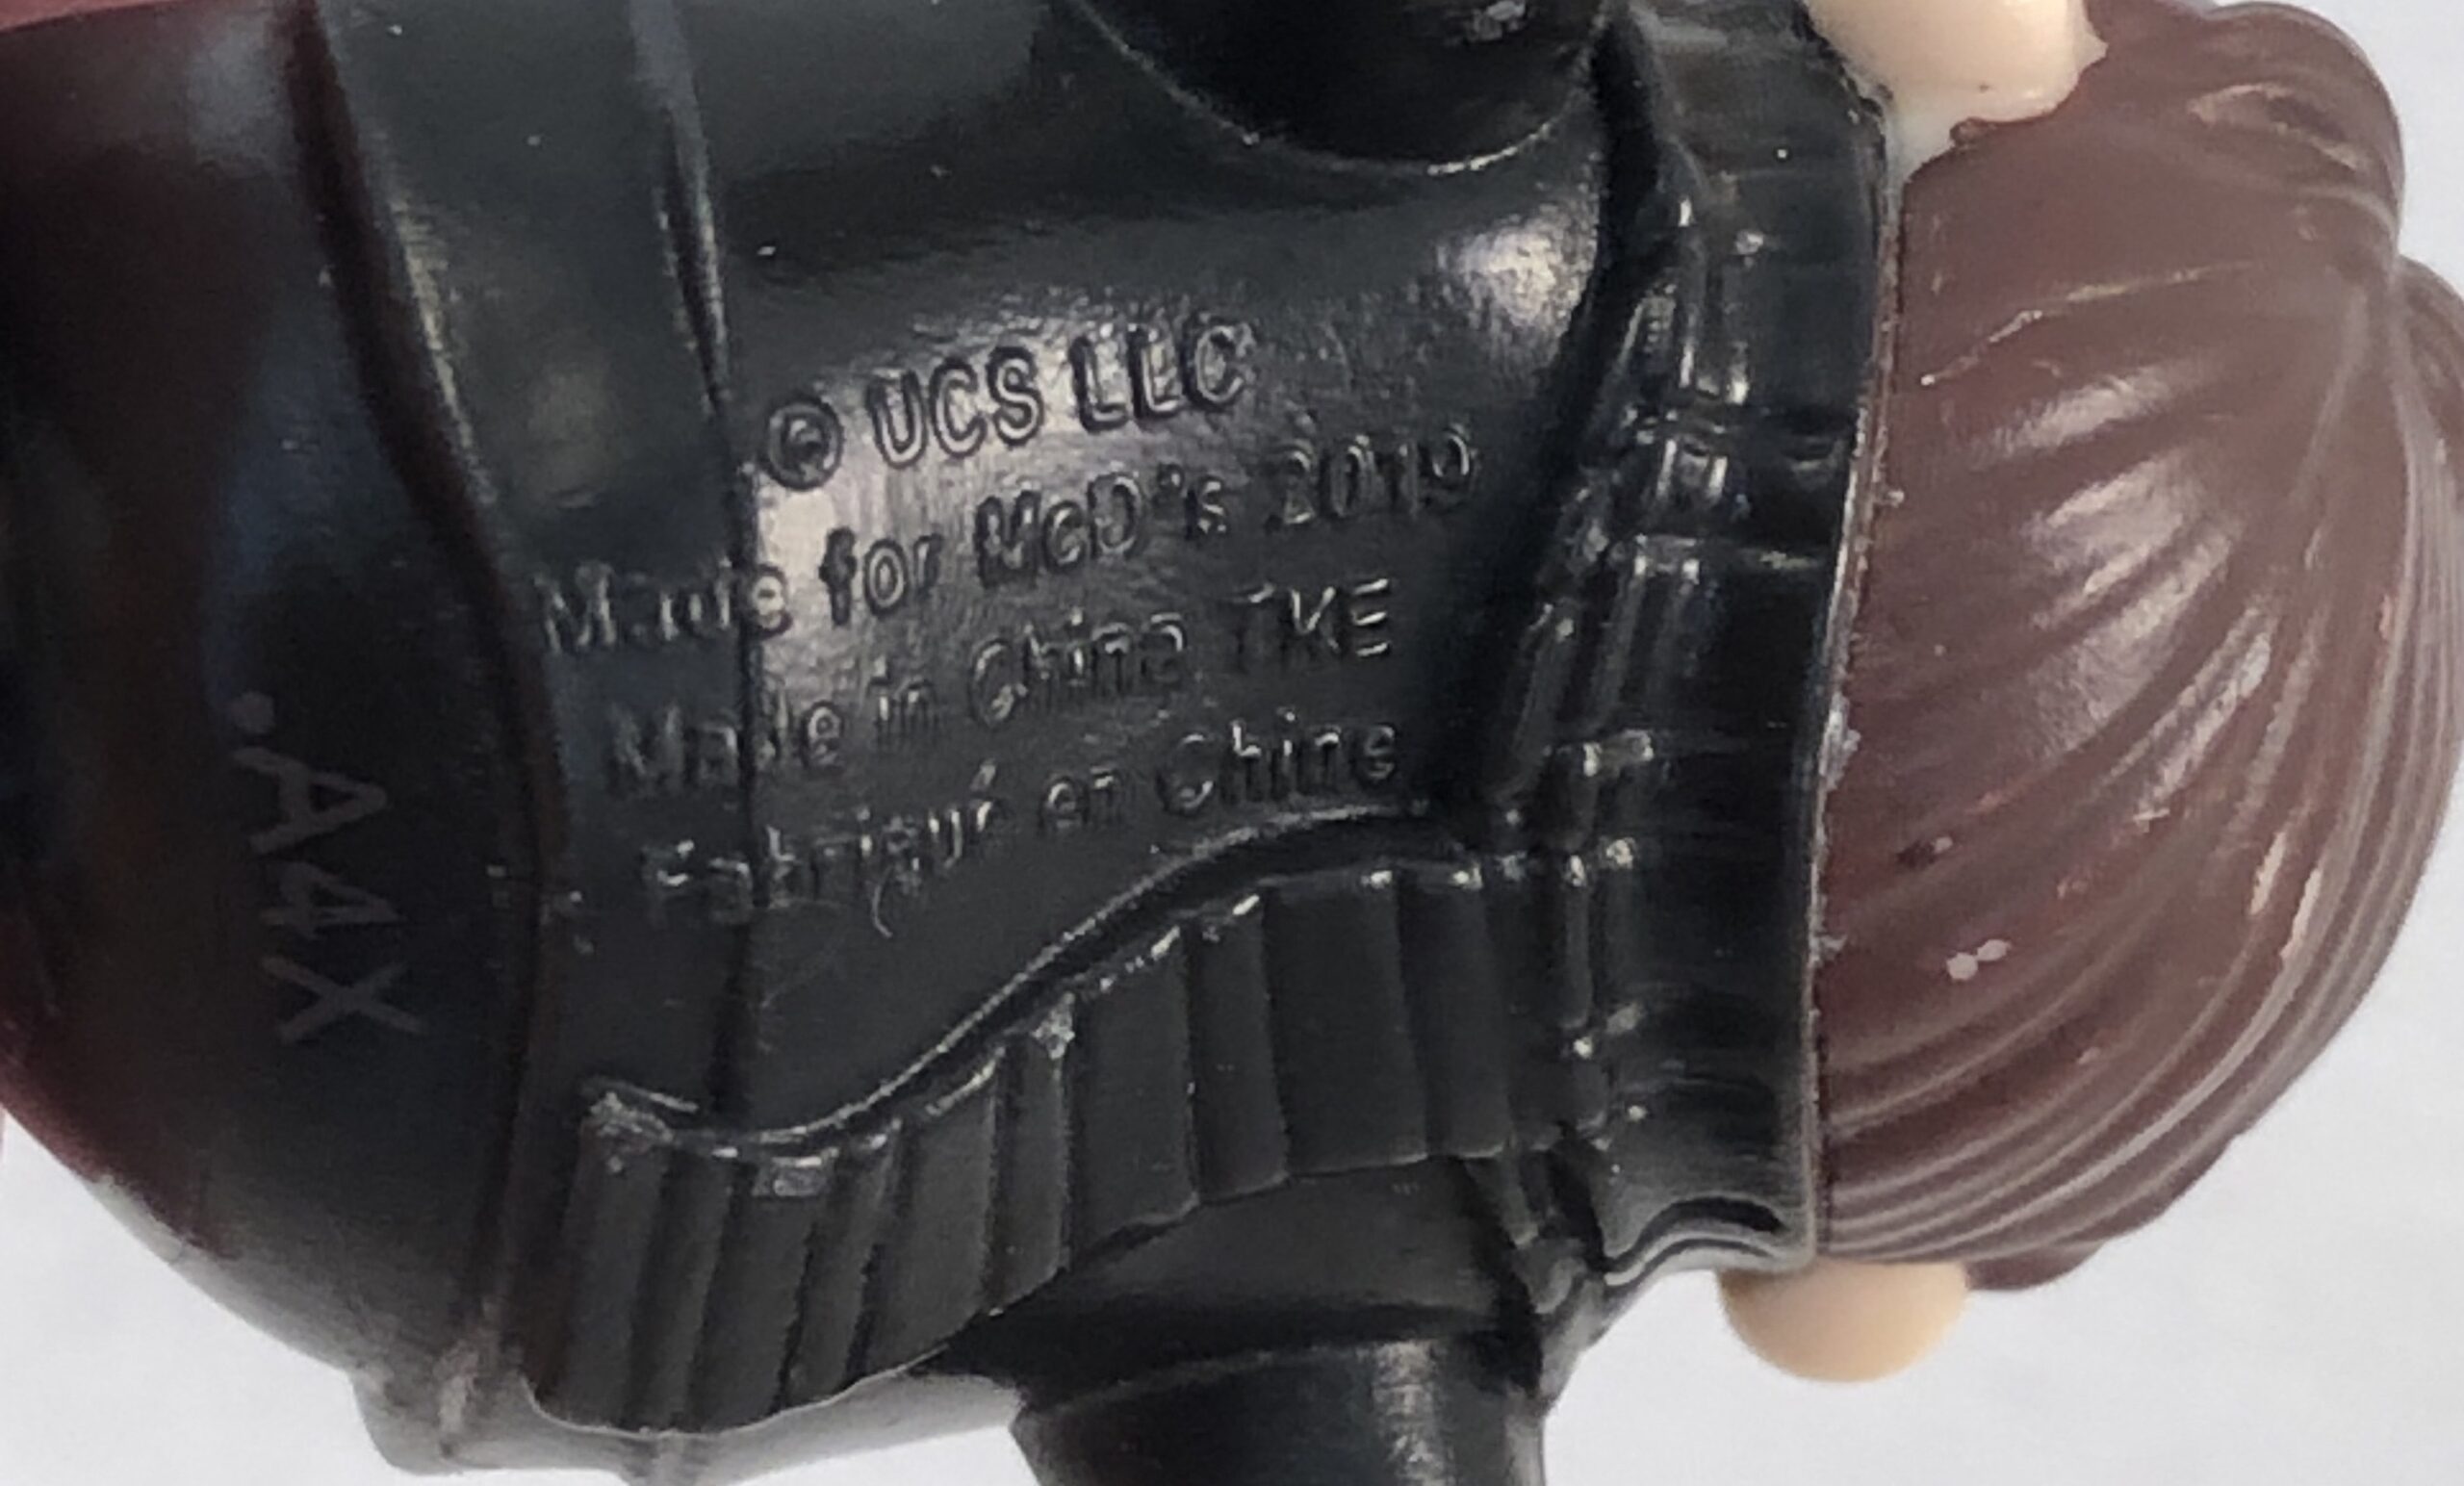 © UCS LLC
Made for McD's 2019
Made in China TKE
Fabriqué en Chine
.A4X